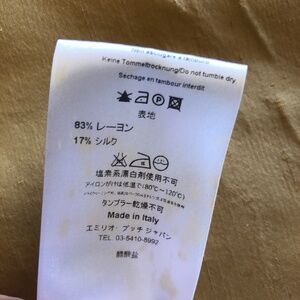 Keine Tommeltrocknung/Do not tumble dry.
Sechage en tambour interdit
P
表地
83% レーヨン
17% シルク
塩素系漂白剤使用不可
アイロンがけは低温で(80℃～120℃)
タンブラー乾燥不可
Made in Italy
エミリオ・プッチ ジャパン
TEL. 03-5410-8992